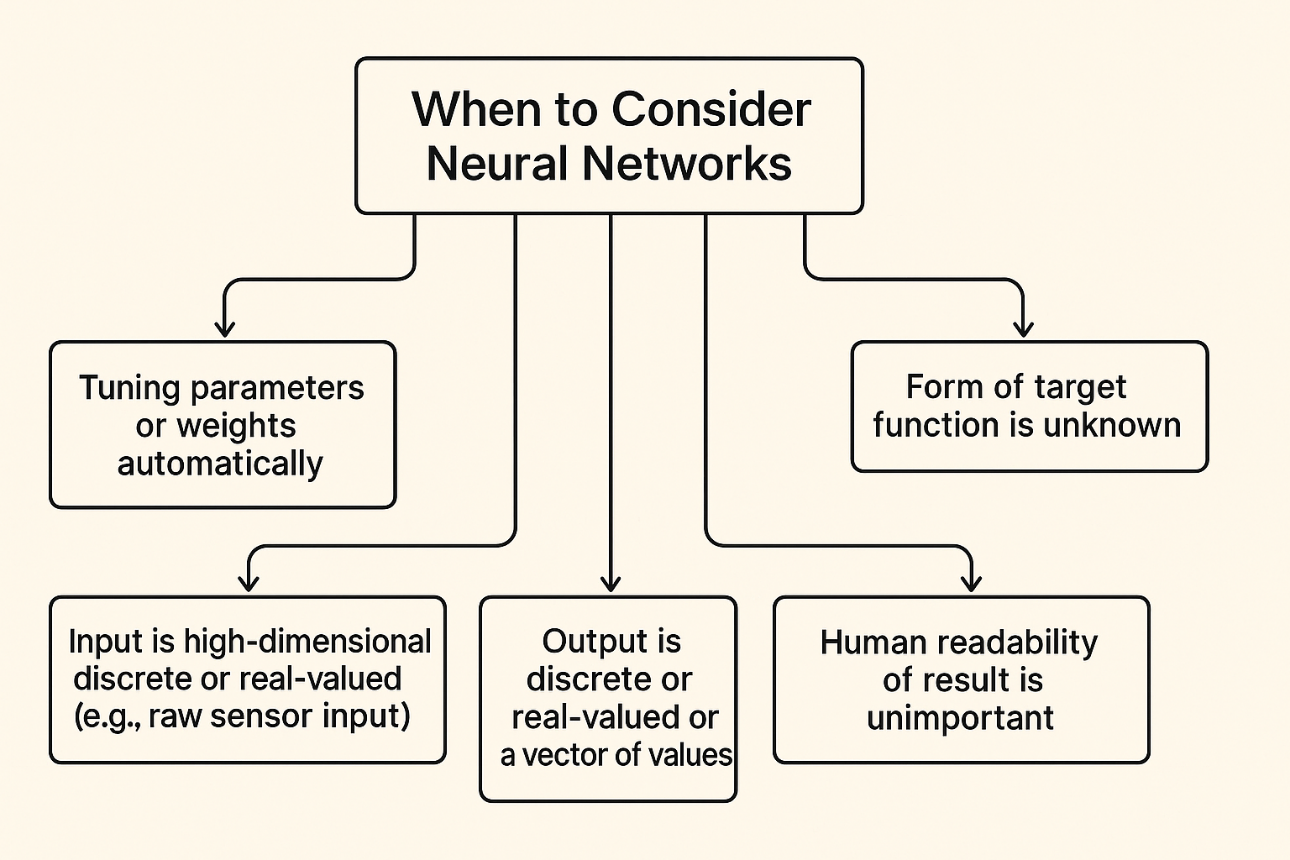 When to Consider
Neural Networks
Tuning parameters
or weights
automatically
Form of target
function is unknown
Input is high-dimensional
discrete or real-valued
(e.g., raw sensor input)
Output is
discrete or
real-valued or
a vector of values
Human readability
of result is
unimportant